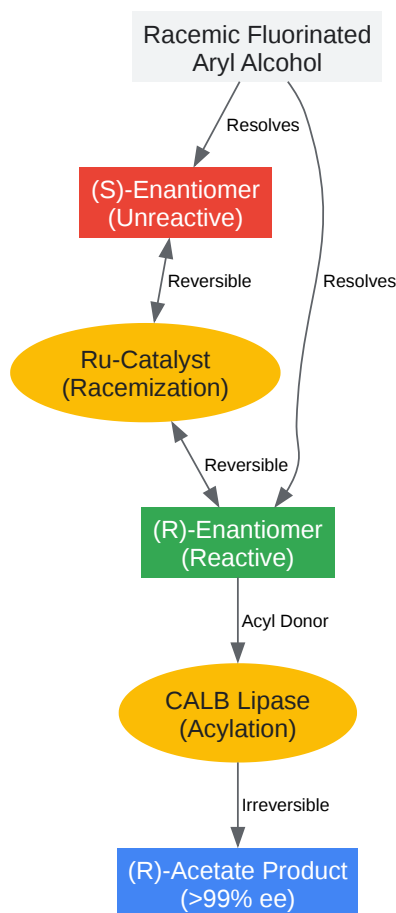 Racemic Fluorinated
Aryl Alcohol
Resolves
(S)-Enantiomer
(Unreactive)
Reversible
Resolves
Ru-Catalyst
(Racemization)
Reversible
(R)-Enantiomer
(Reactive)
Acyl Donor
CALB Lipase
(Acylation)
Irreversible
(R)-Acetate Product
(>99% ee)